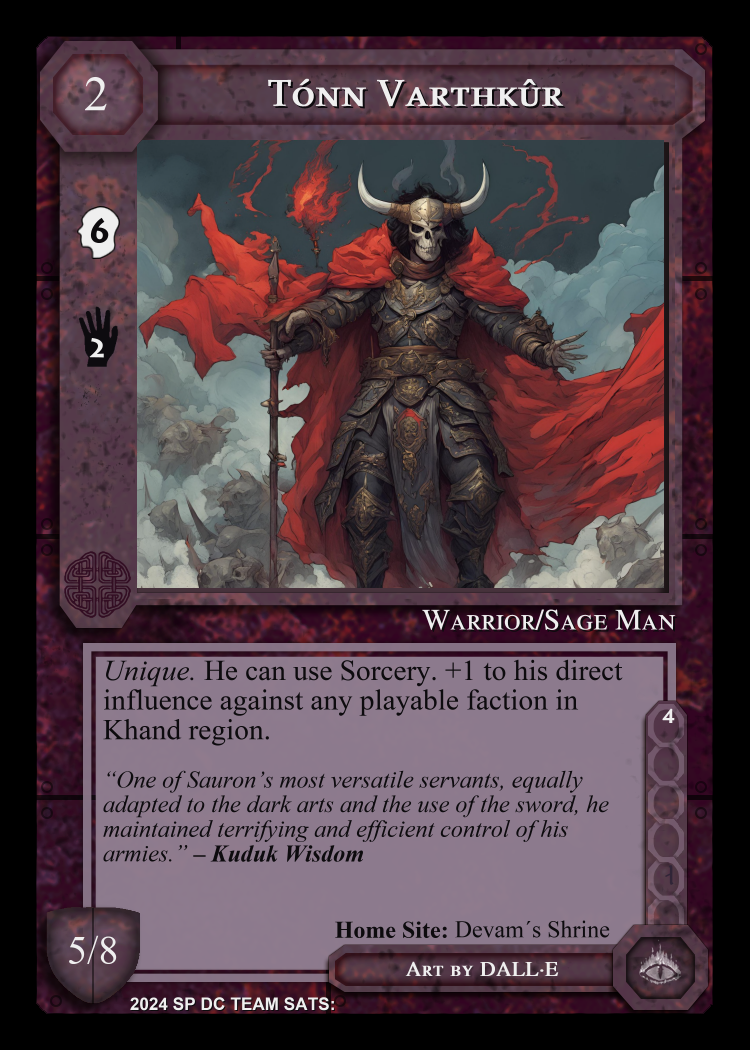 2
TÓNN VARTHKÛR
6
2
WARRIOR/SAGE MAN
Unique. He can use Sorcery. +1 to his direct
influence against any playable faction in
Khand region.
4
“One of Sauron’s most versatile servants, equally
adapted to the dark arts and the use of the sword, he
maintained terrifying and efficient control of his
armies.” – Kuduk Wisdom
Home Site: Devam´s Shrine
5/8
ART BY DALL·E
2024 SP DC TEAM SATS: